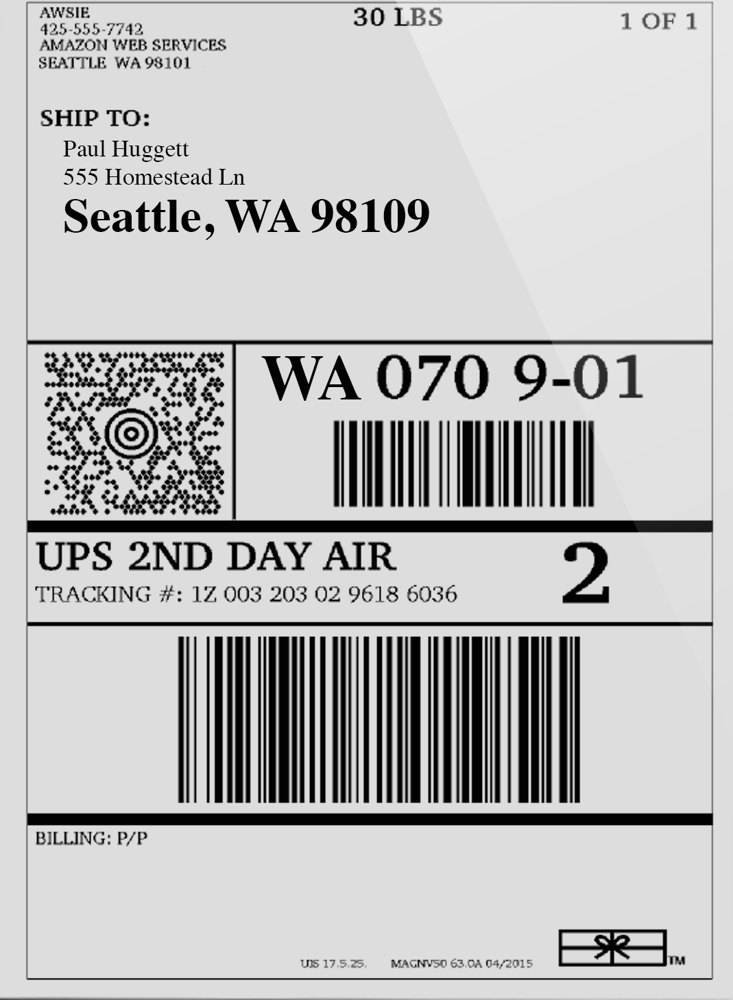 AWSIE
425-555-7742
AMAZON WEB SERVICES
SEATTLE WA 98101
30 LBS
1 OF 1
SHIP TO:
Paul Huggett
555 Homestead Ln
Seattle, WA 98109
WA 070 9-01
UPS 2ND DAY AIR
TRACKING #: 1Z 003 203 02 9618 6036
2
BILLING: P/P
UIS 17.5.25. MAGNV50 63.0A 04/2015
TM